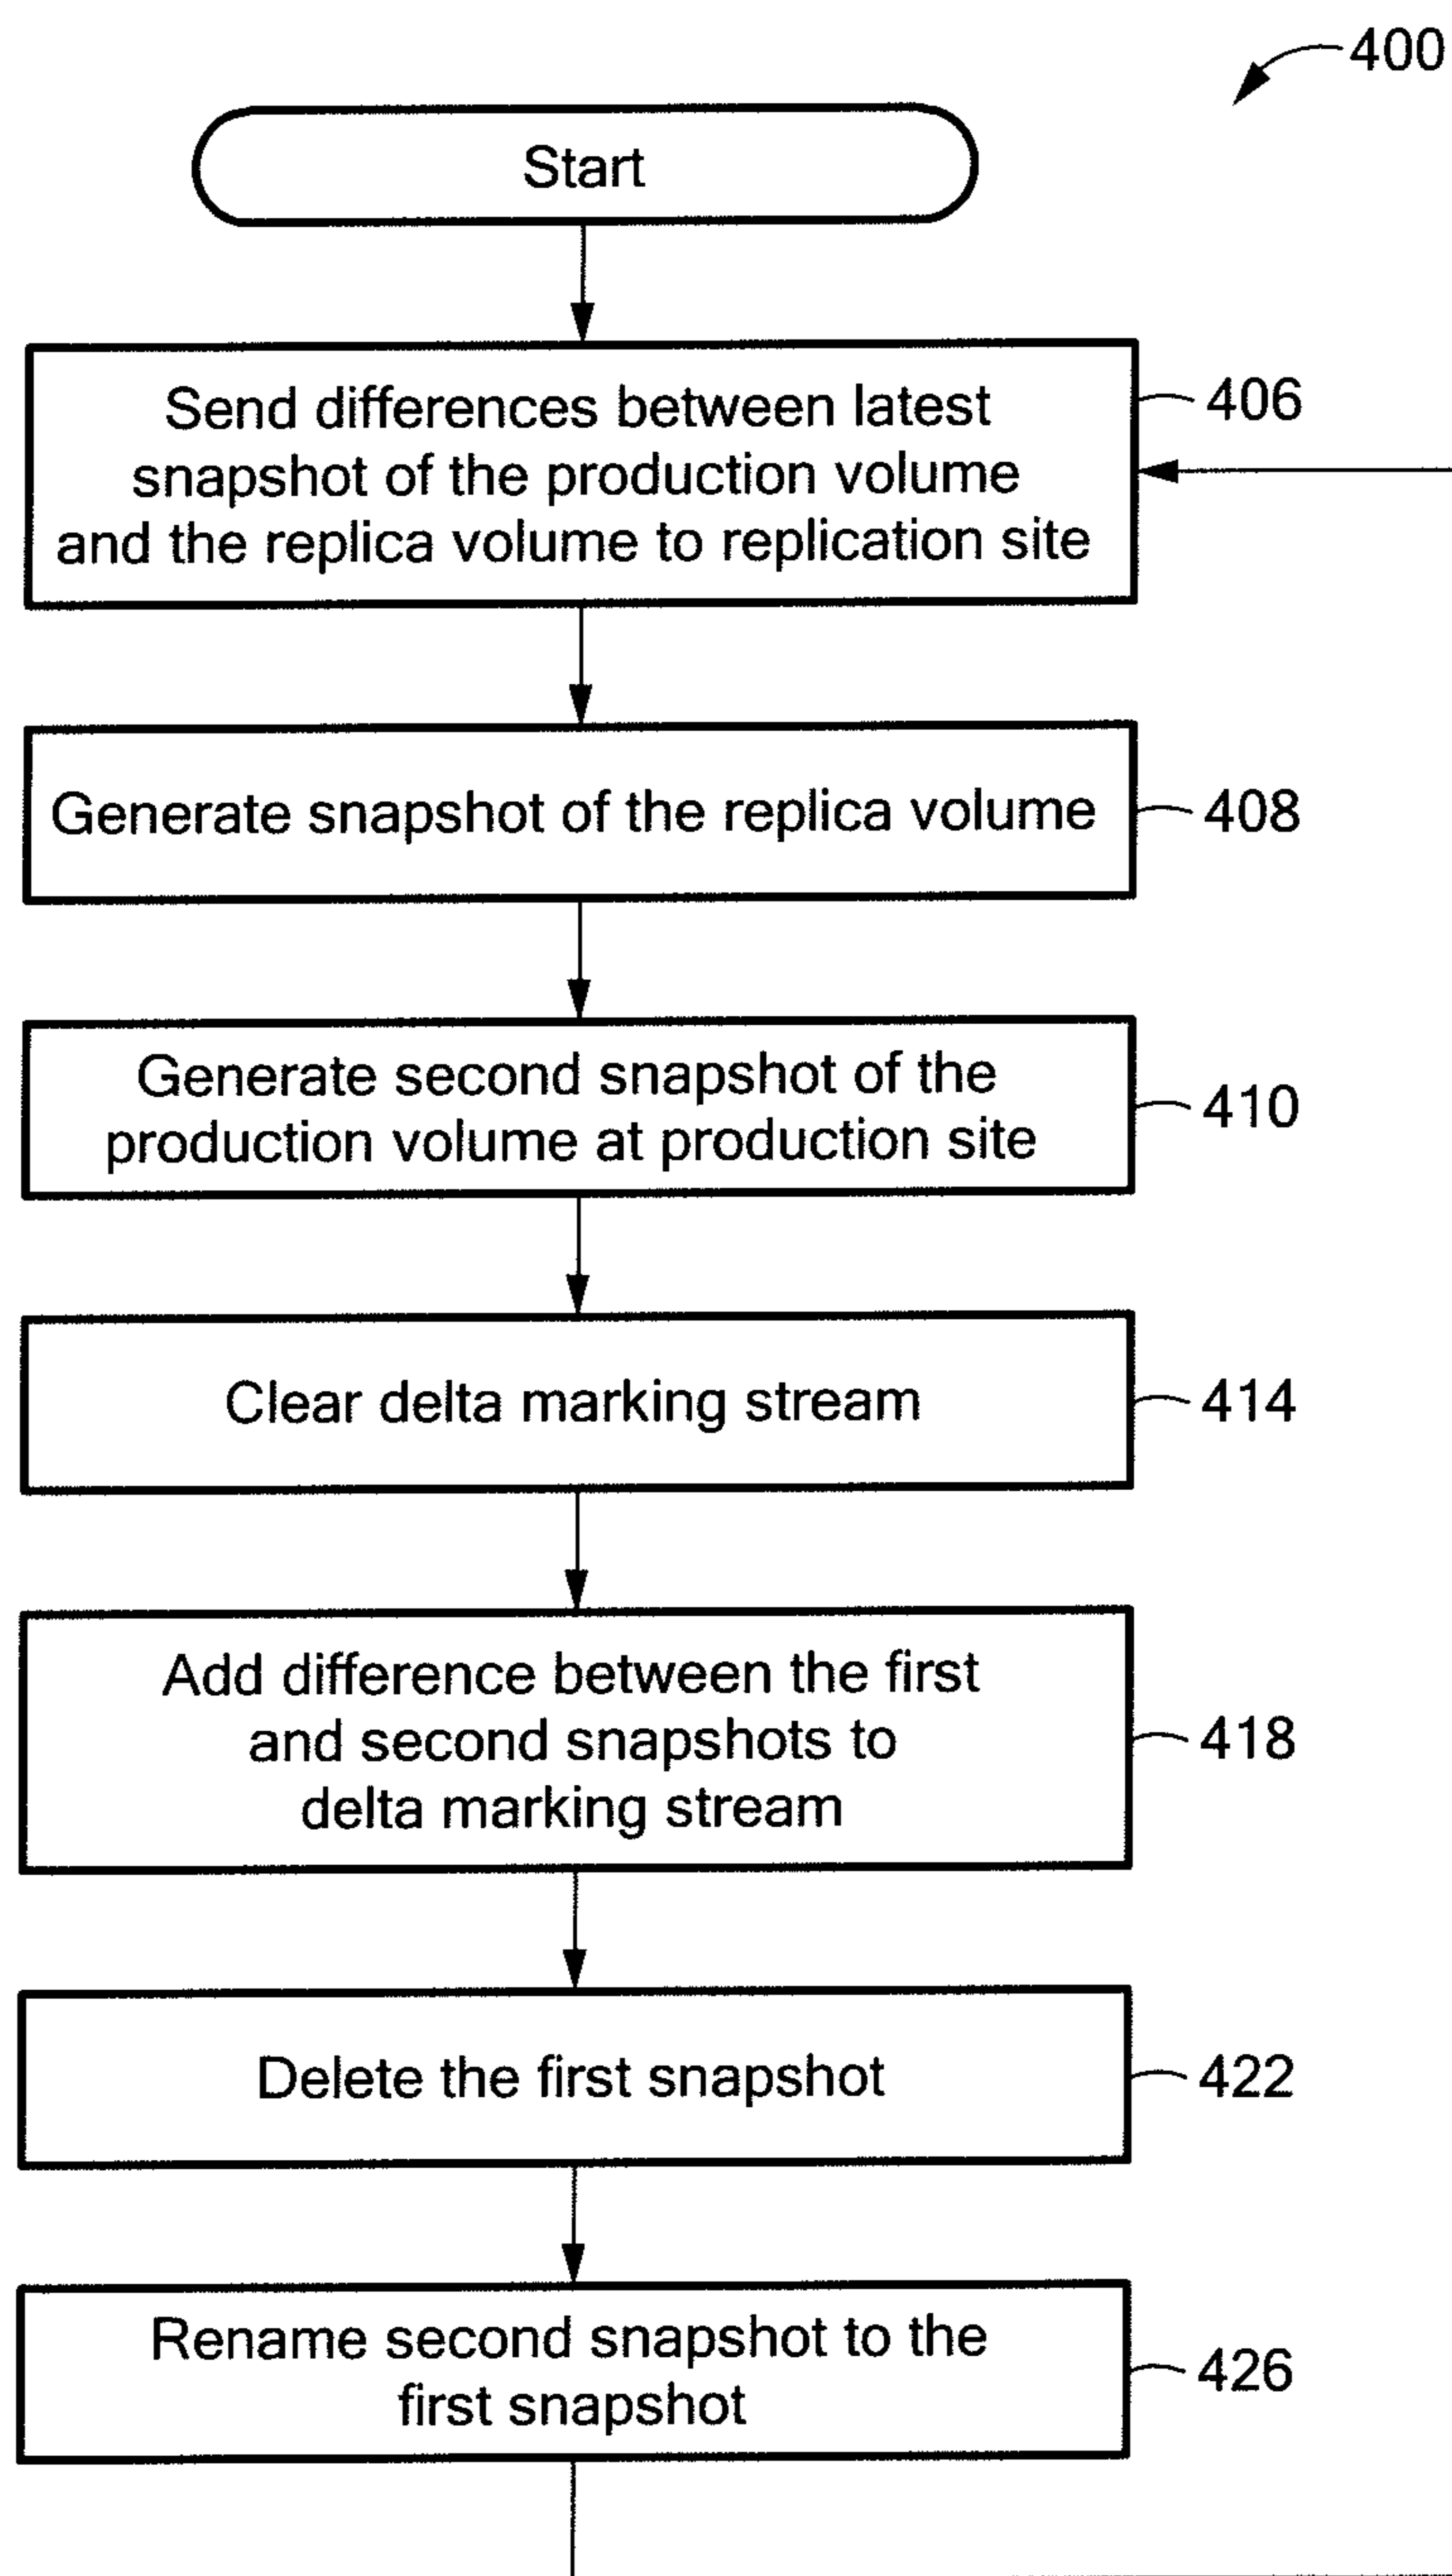 400
Start
Send differences between latest
snapshot of the production volume
and the replica volume to replication site
406
Generate snapshot of the replica volume
408
Generate second snapshot of the
production volume at production site
410
Clear delta marking stream
414
Add difference between the first
and second snapshots to
delta marking stream
418
Delete the first snapshot
422
Rename second snapshot to the
first snapshot
426